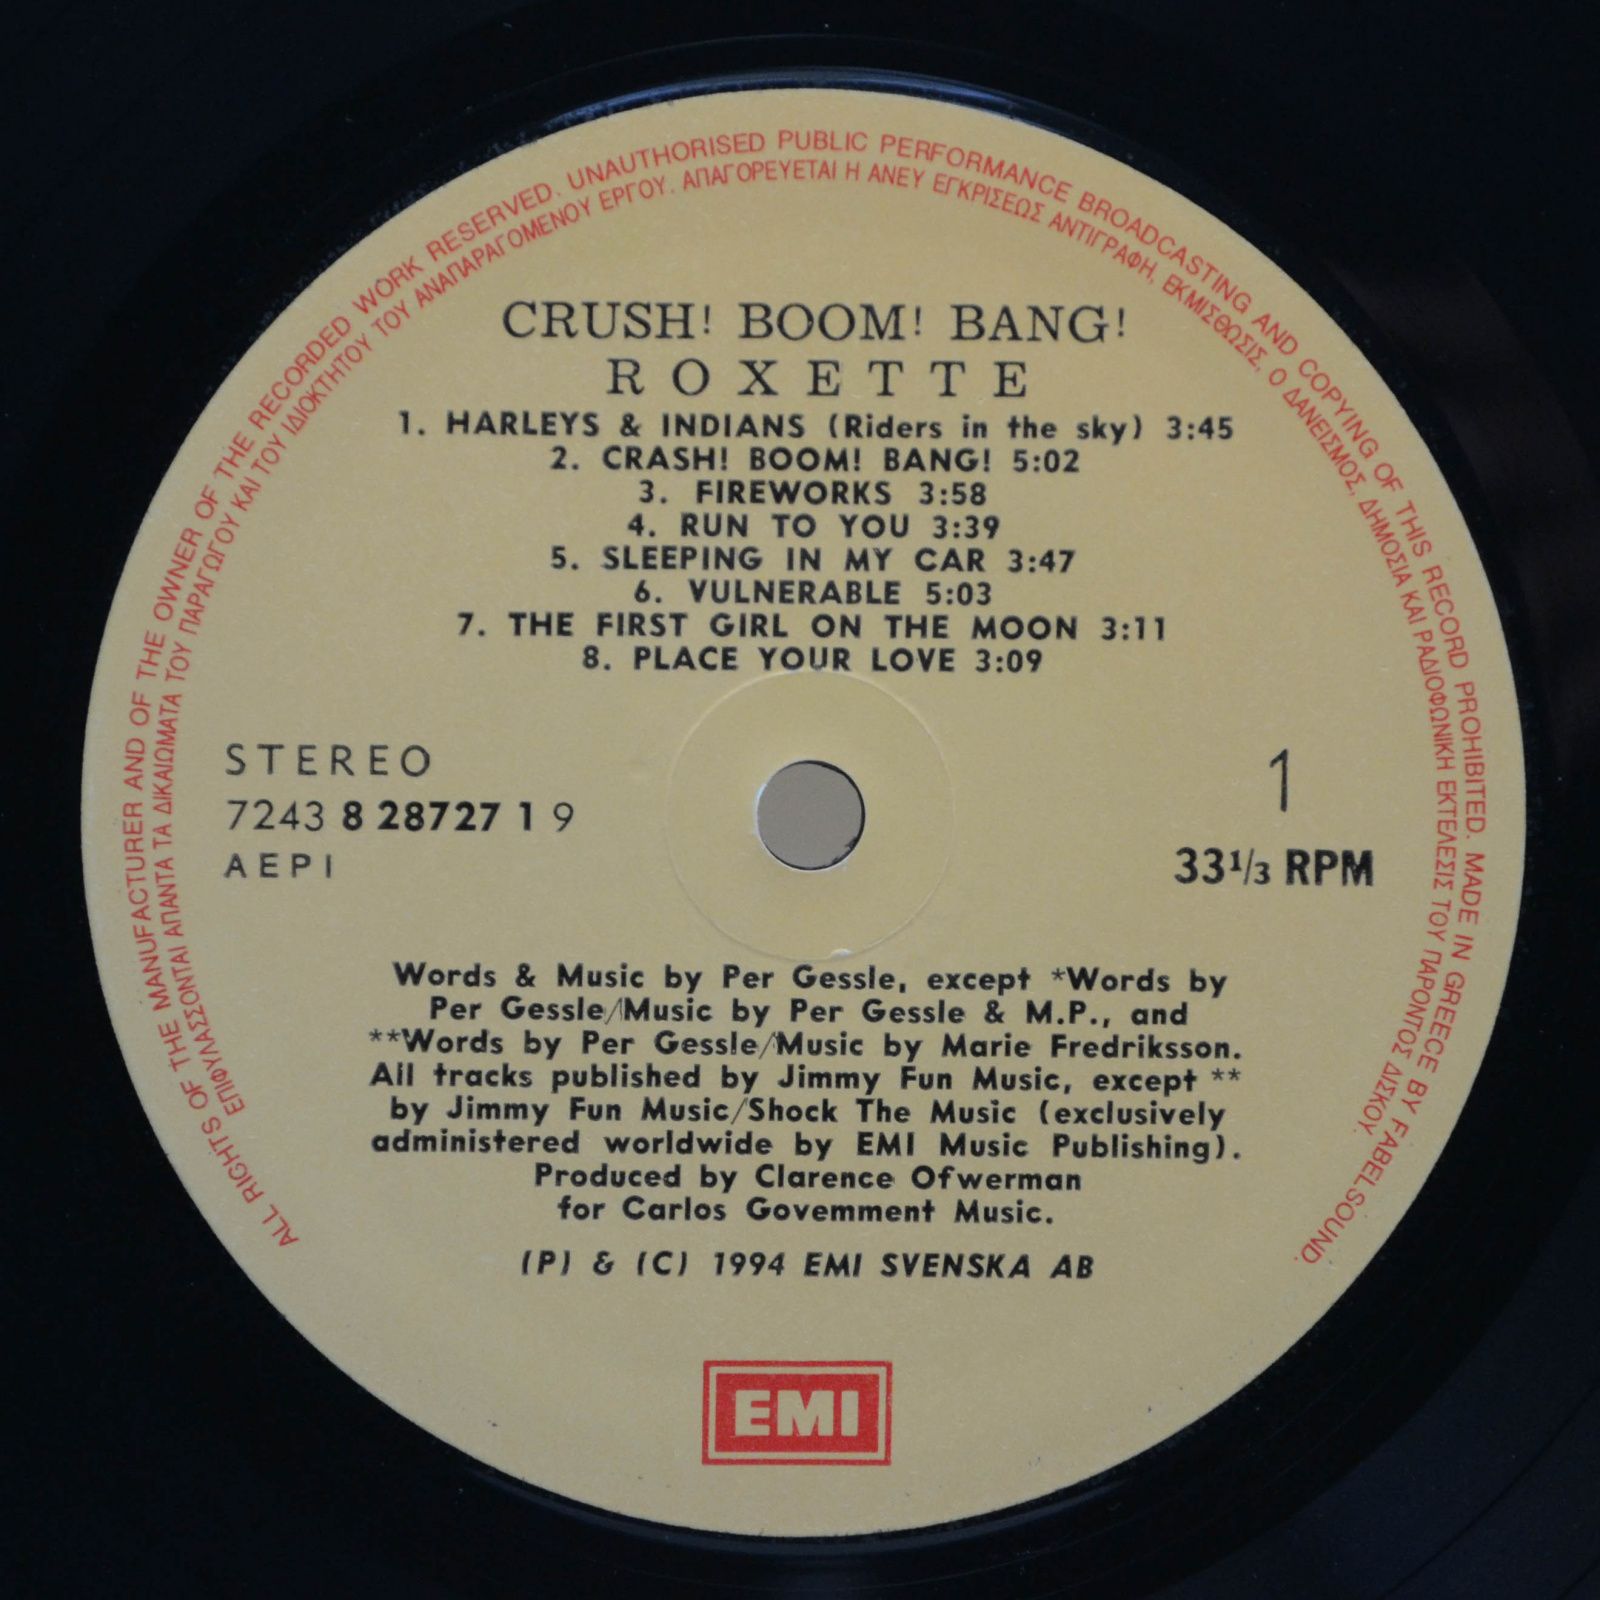 ALL RIGHTS OF THE MANUFACTURER AND OF THE OWNER OF THE RECORDED WORK RESERVED. UNAUTHORISED PUBLIC PERFORMANCE BROADCASTING AND COPYING OF THIS RECORD PROHIBITED. MADE IN GREECE BY FABELSOUND.
ΕΠΙΦΥΛΑΣΣΟΝΤΑΙ ΑΠΑΝΤΑ ΤΑ ΔΙΚΑΙΩΜΑΤΑ ΤΟΥ ΠΑΡΑΓΩΓΟΥ ΚΑΙ ΤΟΥ ΙΔΙΟΚΤΗΤΟΥ ΤΟΥ ΑΝΑΠΑΡΑΓΟΜΕΝΟΥ ΕΡΓΟΥ. ΑΠΑΓΟΡΕΥΕΤΑΙ Η ΑΝΕΥ ΕΓΚΡΙΣΕΩΣ ΑΝΤΙΓΡΑΦΗ, ΕΚΜΙΣΘΩΣΙΣ, Ο ΔΑΝΕΙΣΜΟΣ, ΔΗΜΟΣΙΑ ΚΑΙ ΡΑΔΙΟΦΩΝΙΚΗ ΕΚΤΕΛΕΣΙΣ ΤΟΥ ΠΑΡΟΝΤΟΣ ΔΙΣΚΟΥ.
CRUSH! BOOM! BANG!
ROXETTE
1. HARLEYS & INDIANS (Riders in the sky) 3:45
2. CRASH! BOOM! BANG! 5:02
3. FIREWORKS 3:58
4. RUN TO YOU 3:39
5. SLEEPING IN MY CAR 3:47
6. VULNERABLE 5:03
7. THE FIRST GIRL ON THE MOON 3:11
8. PLACE YOUR LOVE 3:09
STEREO
7243 8 28727 1 9
ΑΕΡΙ
1
33 1/3 RPM
Words & Music by Per Gessle, except *Words by
Per Gessle/Music by Per Gessle & M.P., and
**Words by Per Gessle/Music by Marie Fredriksson.
All tracks published by Jimmy Fun Music, except **
by Jimmy Fun Music/Shock The Music (exclusively
administered worldwide by EMI Music Publishing).
Produced by Clarence Ofwerman
for Carlos Govemment Music.
(P) & (C) 1994 EMI SVENSKA AB
EMI